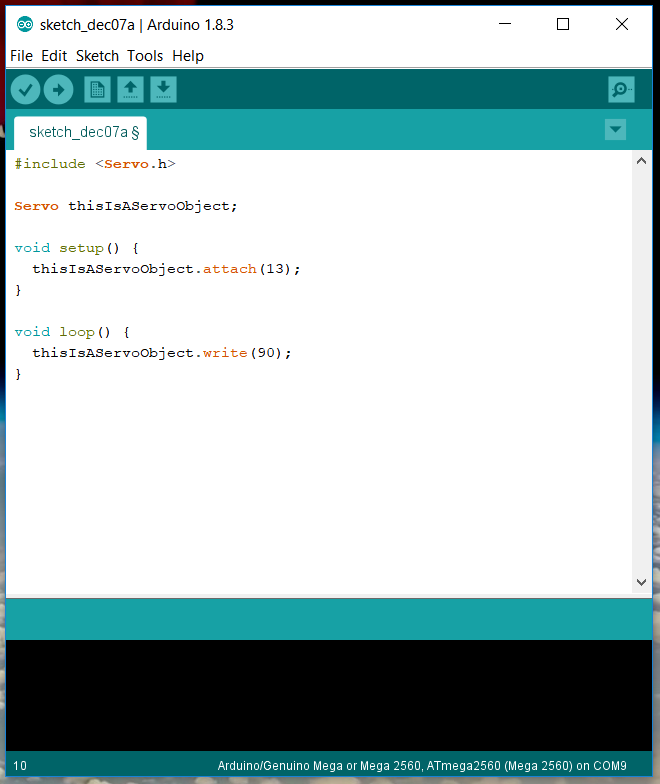 sketch_dec07a | Arduino 1.8.3
File Edit Sketch Tools Help
sketch_dec07a §
#include <Servo.h>
Servo thisIsAServoObject;
void setup() {
  thisIsAServoObject.attach(13);
}
void loop() {
  thisIsAServoObject.write(90);
}
10
Arduino/Genuino Mega or Mega 2560, ATmega2560 (Mega 2560) on COM9